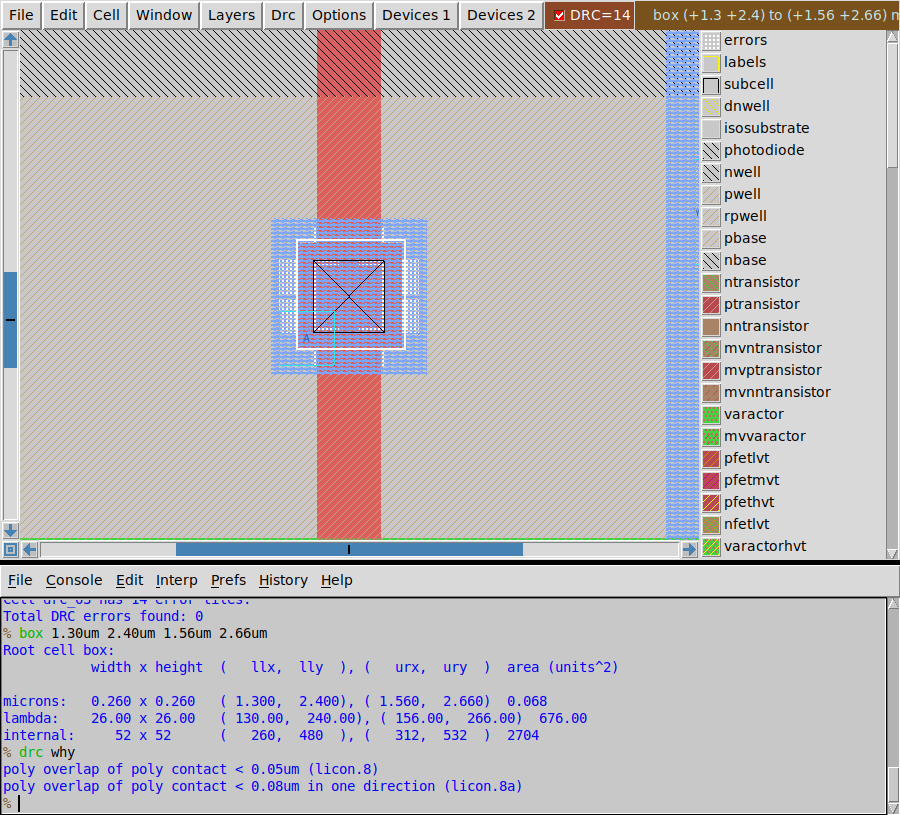 File Edit Cell Window Layers Drc Options Devices 1 Devices 2 DRC=14 box (+1.3 +2.4) to (+1.56 +2.66) m
errors
labels
subcell
dnwell
isosubstrate
photodiode
nwell
pwell
rpwell
pbase
nbase
ntransistor
ptransistor
nntransistor
mvntransistor
mvptransistor
mvnntransistor
varactor
mvvaractor
pfetlvt
pfetmvt
pfethvt
nfetlvt
varactorhvt
A
File Console Edit Interp Prefs History Help
Cell drc_05 has 14 error tiles.
Total DRC errors found: 0
% box 1.30um 2.40um 1.56um 2.66um
Root cell box:
width x height ( llx, lly ), ( urx, ury ) area (units^2)
microns: 0.260 x 0.260 ( 1.300, 2.400), ( 1.560, 2.660) 0.068
lambda: 26.00 x 26.00 ( 130.00, 240.00), ( 156.00, 266.00) 676.00
internal: 52 x 52 ( 260, 480 ), ( 312, 532 ) 2704
% drc why
poly overlap of poly contact < 0.05um (licon.8)
poly overlap of poly contact < 0.08um in one direction (licon.8a)
%